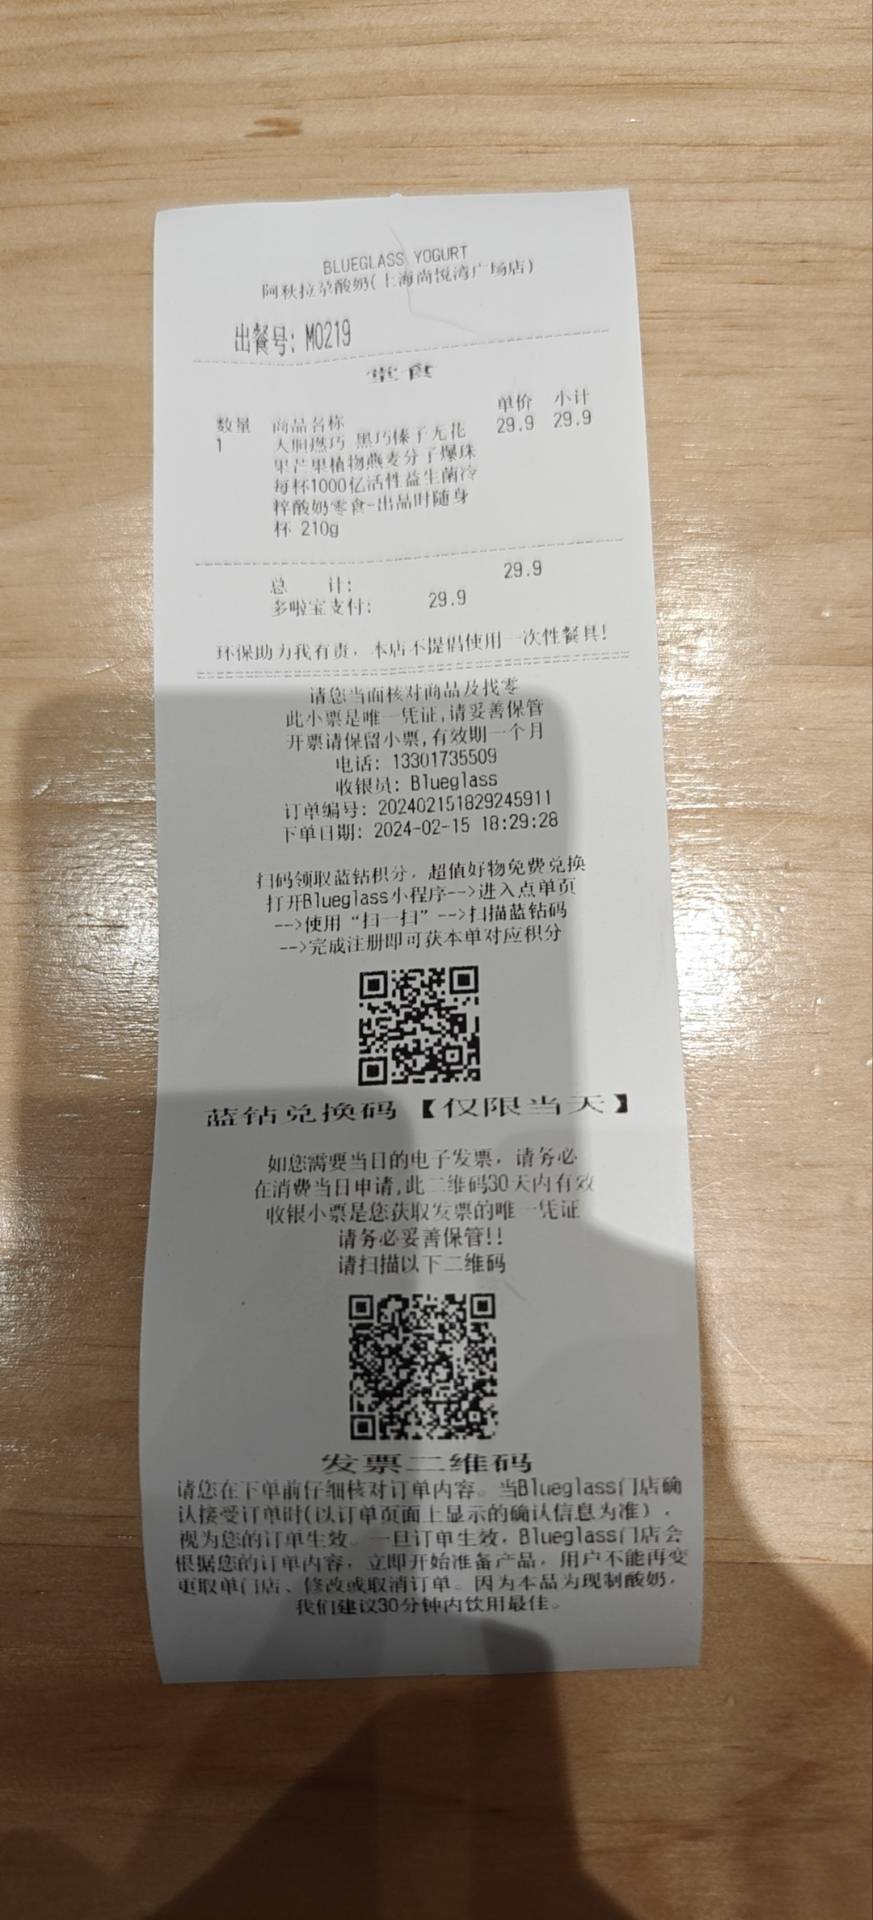 BLUEGLASS YOGURT
阿秋拉尕酸奶(上海尚悦湾广场店)
出餐号: M0219
堂食
数量 商品名称 单价 小计
1 大胆撩巧 黑巧榛子无花 29.9 29.9
果芒果植物燕麦分子爆珠
每杯1000亿活性益生菌冷
榨酸奶零食-出品时随身
杯 210g
总 计: 29.9
多啦宝支付: 29.9
环保助力我有责，本店不提倡使用一次性餐具!
请您当面核对商品及找零
此小票是唯一凭证,请妥善保管
开票请保留小票,有效期一个月
电话: 13301735509
收银员: Blueglass
订单编号: 202402151829245911
下单日期: 2024-02-15 18:29:28
扫码领取蓝钻积分，超值好物免费兑换
打开Blueglass小程序-->进入点单页
-->使用“扫一扫”-->扫描蓝钻码
-->完成注册即可获本单对应积分
蓝钻兑换码【仅限当天】
如您需要当日的电子发票，请务必
在消费当日申请,此二维码30天内有效
收银小票是您获取发票的唯一凭证
请务必妥善保管!!
请扫描以下二维码
发票二维码
请您在下单前仔细核对订单内容。当Blueglass门店确
认接受订单时(以订单页面上显示的确认信息为准)，
视为您的订单生效。一旦订单生效，Blueglass门店会
根据您的订单内容，立即开始准备产品，用户不能再变
更取单门店、修改或取消订单。因为本品为现制酸奶，
我们建议30分钟内饮用最佳。